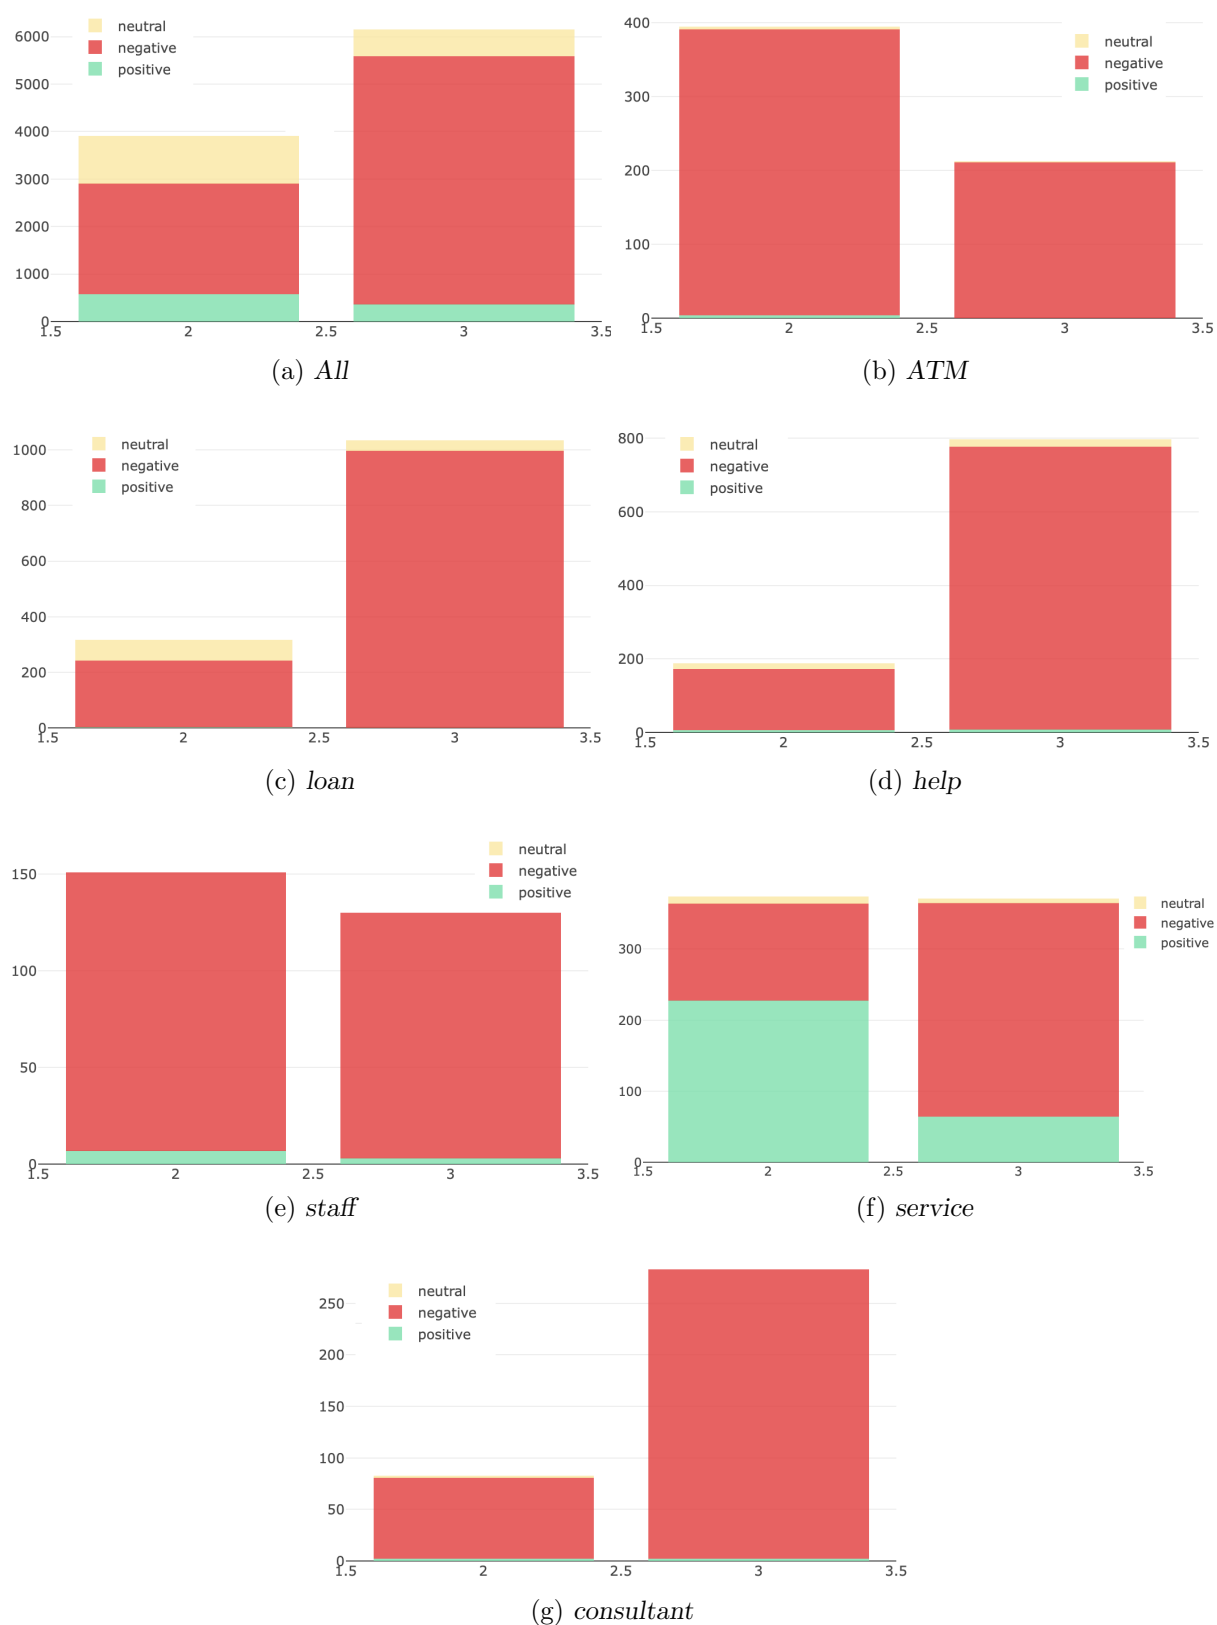 neutral
negative
positive
6000
5000
4000
3000
2000
1000
0
1.5 2 2.5 3 3.5
(a) All
neutral
negative
positive
400
300
200
100
0
1.5 2 2.5 3 3.5
(b) ATM
neutral
negative
positive
1000
800
600
400
200
0
1.5 2 2.5 3 3.5
(c) loan
neutral
negative
positive
800
600
400
200
0
1.5 2 2.5 3 3.5
(d) help
neutral
negative
positive
150
100
50
0
1.5 2 2.5 3 3.5
(e) staff
neutral
negative
positive
300
200
100
0
1.5 2 2.5 3 3.5
(f) service
neutral
negative
positive
250
200
150
100
50
0
1.5 2 2.5 3 3.5
(g) consultant